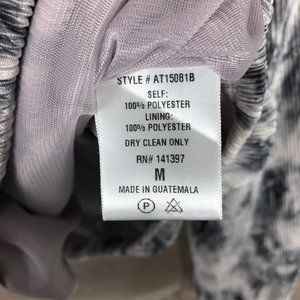 STYLE # AT15081B
SELF:
100% POLYESTER
LINING:
100% POLYESTER
DRY CLEAN ONLY
RN# 141397
M
MADE IN GUATEMALA
P